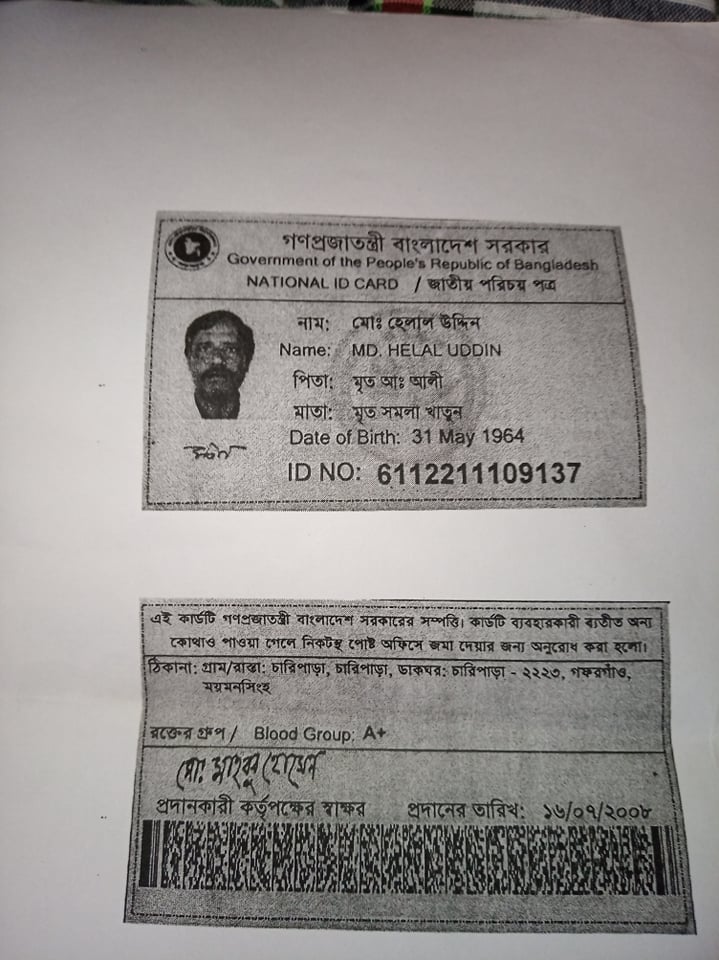 গণপ্রজাতন্ত্রী বাংলাদেশ সরকার
Government of the People's Republic of Bangladesh
NATIONAL ID CARD / জাতীয় পরিচয় পত্র
নাম: মোঃ হেলাল উদ্দিন
Name: MD. HELAL UDDIN
পিতা: মৃত আঃ আলী
মাতা: মৃত সমলা খাতুন
Date of Birth: 31 May 1964
ID NO: 6112211109137
এই কার্ডটি গণপ্রজাতন্ত্রী বাংলাদেশ সরকারের সম্পত্তি। কার্ডটি ব্যবহারকারী ব্যতীত অন্য
কোথাও পাওয়া গেলে নিকটস্থ পোষ্ট অফিসে জমা দেয়ার জন্য অনুরোধ করা হলো।
ঠিকানা: গ্রাম/রাস্তা: চারিপাড়া, চারিপাড়া, ডাকঘর: চারিপাড়া - ২২২৩, গফরগাঁও,
ময়মনসিংহ
রক্তের গ্রুপ / Blood Group: A+
প্রদানকারী কর্তৃপক্ষের স্বাক্ষর প্রদানের তারিখ: ১৬/০৭/২০০৮